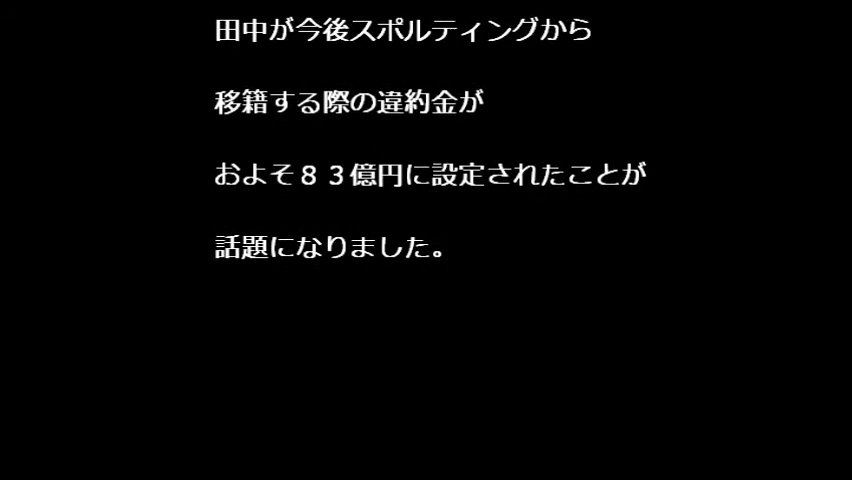 田中が今後スポルティングから
移籍する際の違約金が
およそ８３億円に設定されたことが
話題になりました。